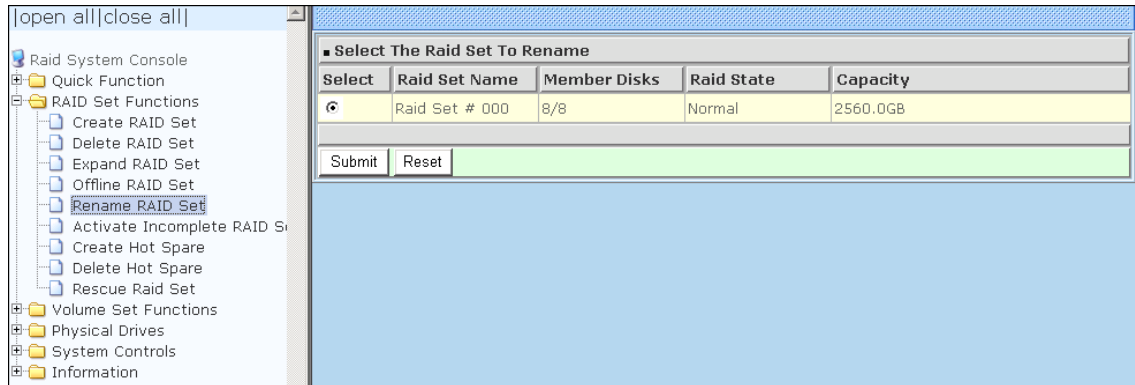 |open all|close all|
Raid System Console
Quick Function
RAID Set Functions
Create RAID Set
Delete RAID Set
Expand RAID Set
Offline RAID Set
Rename RAID Set
Activate Incomplete RAID
Create Hot Spare
Delete Hot Spare
Rescue Raid Set
Volume Set Functions
Physical Drives
System Controls
Information
Select The Raid Set To Rename
Select Raid Set Name Member Disks Raid State Capacity
Raid Set # 000 8/8 Normal 2560.0GB
Submit Reset